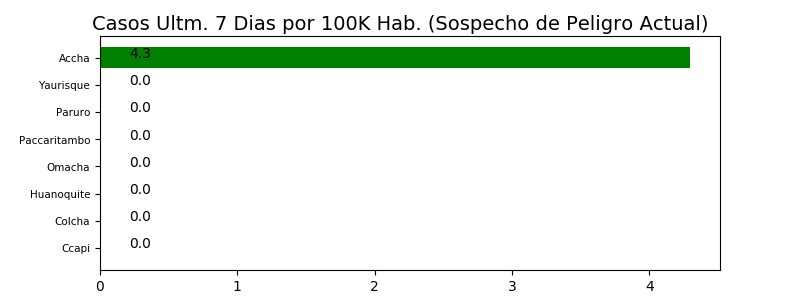 Casos Ultm. 7 Dias por 100K Hab. (Sospecho de Peligro Actual)
Accha 4.3
Yaurisque 0.0
Paruro 0.0
Paccaritambo 0.0
Omacha 0.0
Huanoquite 0.0
Colcha 0.0
Ccapi 0.0
0 1 2 3 4